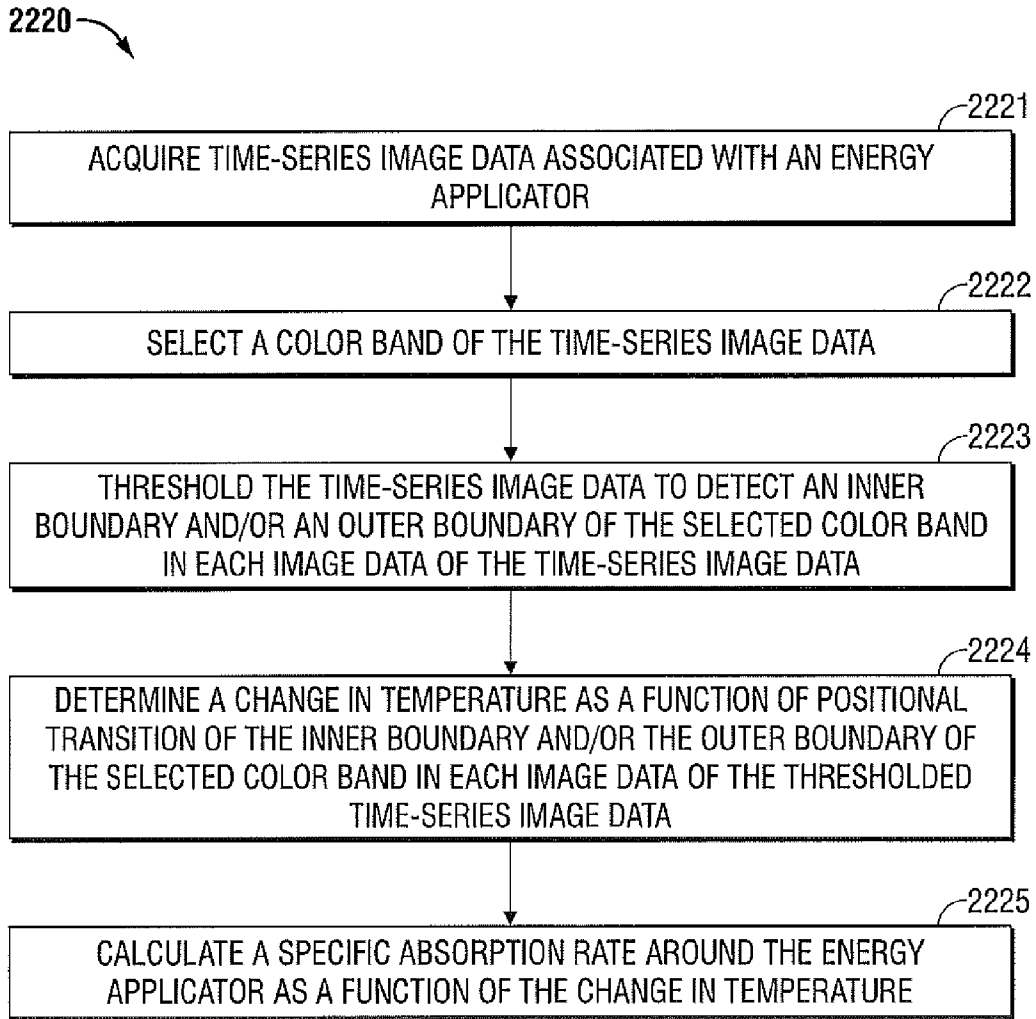 2220
2221
ACQUIRE TIME-SERIES IMAGE DATA ASSOCIATED WITH AN ENERGY
APPLICATOR
2222
SELECT A COLOR BAND OF THE TIME-SERIES IMAGE DATA
2223
THRESHOLD THE TIME-SERIES IMAGE DATA TO DETECT AN INNER
BOUNDARY AND/OR AN OUTER BOUNDARY OF THE SELECTED COLOR BAND
IN EACH IMAGE DATA OF THE TIME-SERIES IMAGE DATA
2224
DETERMINE A CHANGE IN TEMPERATURE AS A FUNCTION OF POSITIONAL
TRANSITION OF THE INNER BOUNDARY AND/OR THE OUTER BOUNDARY OF
THE SELECTED COLOR BAND IN EACH IMAGE DATA OF THE THRESHOLDED
TIME-SERIES IMAGE DATA
2225
CALCULATE A SPECIFIC ABSORPTION RATE AROUND THE ENERGY
APPLICATOR AS A FUNCTION OF THE CHANGE IN TEMPERATURE